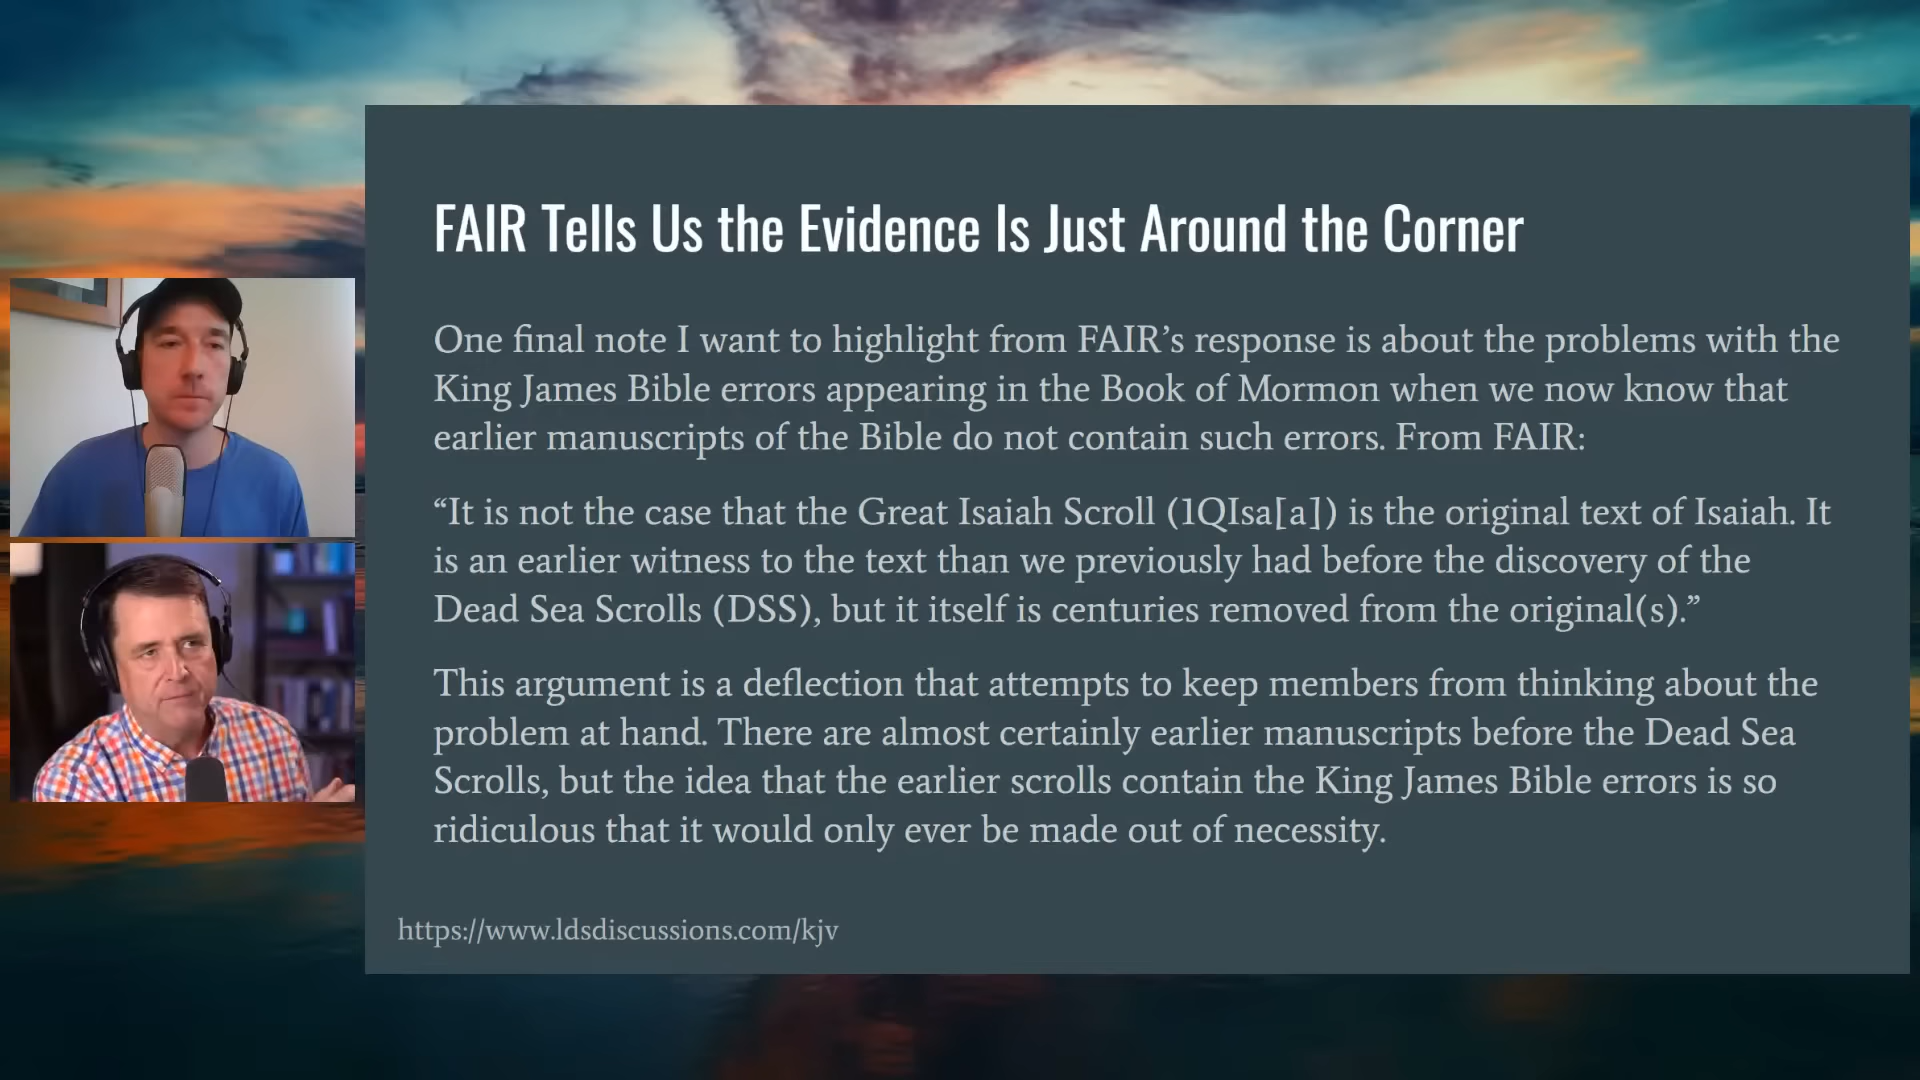 FAIR Tells Us the Evidence Is Just Around the Corner
One final note I want to highlight from FAIR’s response is about the problems with the
King James Bible errors appearing in the Book of Mormon when we now know that
earlier manuscripts of the Bible do not contain such errors. From FAIR:
“It is not the case that the Great Isaiah Scroll (1QIsa[a]) is the original text of Isaiah. It
is an earlier witness to the text than we previously had before the discovery of the
Dead Sea Scrolls (DSS), but it itself is centuries removed from the original(s).”
This argument is a deflection that attempts to keep members from thinking about the
problem at hand. There are almost certainly earlier manuscripts before the Dead Sea
Scrolls, but the idea that the earlier scrolls contain the King James Bible errors is so
ridiculous that it would only ever be made out of necessity.
https://www.ldsdiscussions.com/kjv